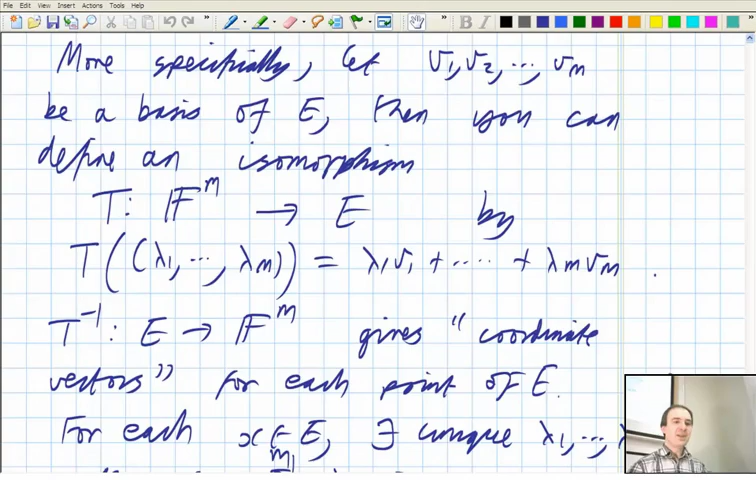 File Edit View Insert Actions Tools Help
More specifically, let v₁, v₂, ..., vₘ
be a basis of E, then you can
define an isomorphism
T: 𝔽ᵐ → E by
T((λ₁, ..., λₘ)) = λ₁v₁ + .... + λₘvₘ .
T⁻¹: E → 𝔽ᵐ gives "coordinate
vectors" for each point of E.
For each x ∈ E, ∃ unique λ₁, ...,